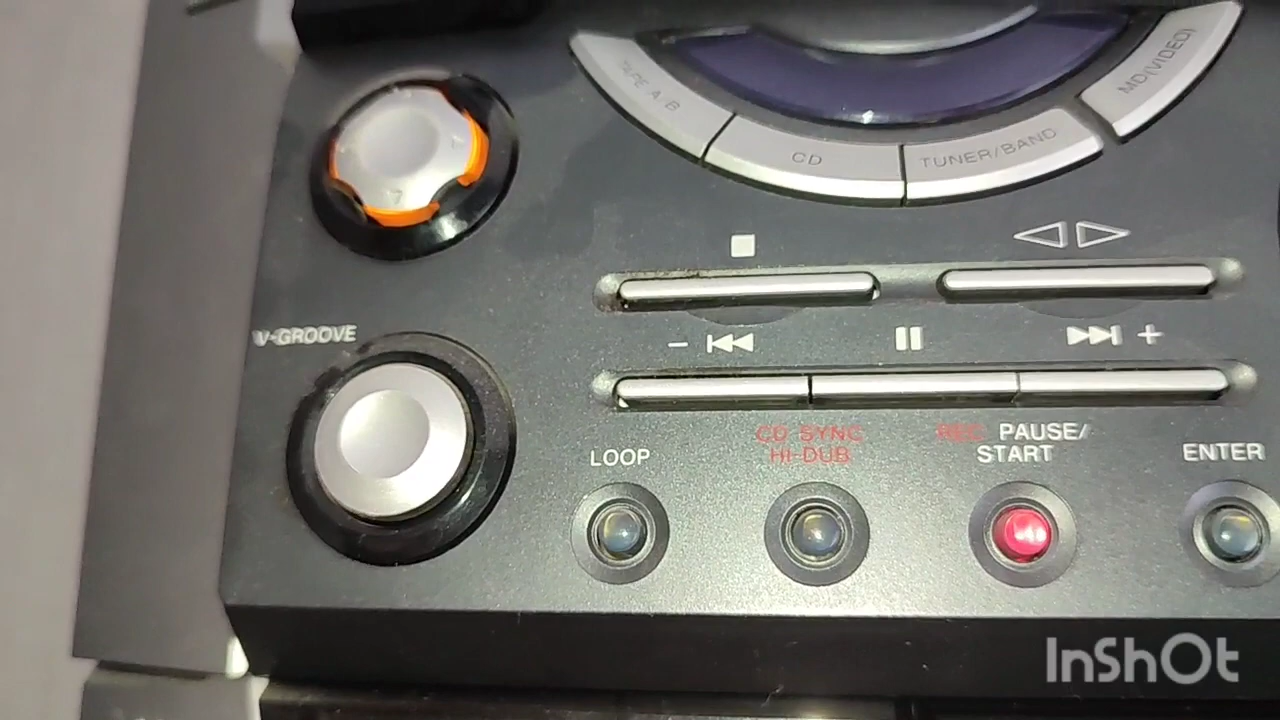 TAPE A/B
CD
TUNER/BAND
MD(VIDEO)
V-GROOVE
− +
LOOP
CD SYNC
HI-DUB
REC PAUSE/
START
ENTER
InShOt